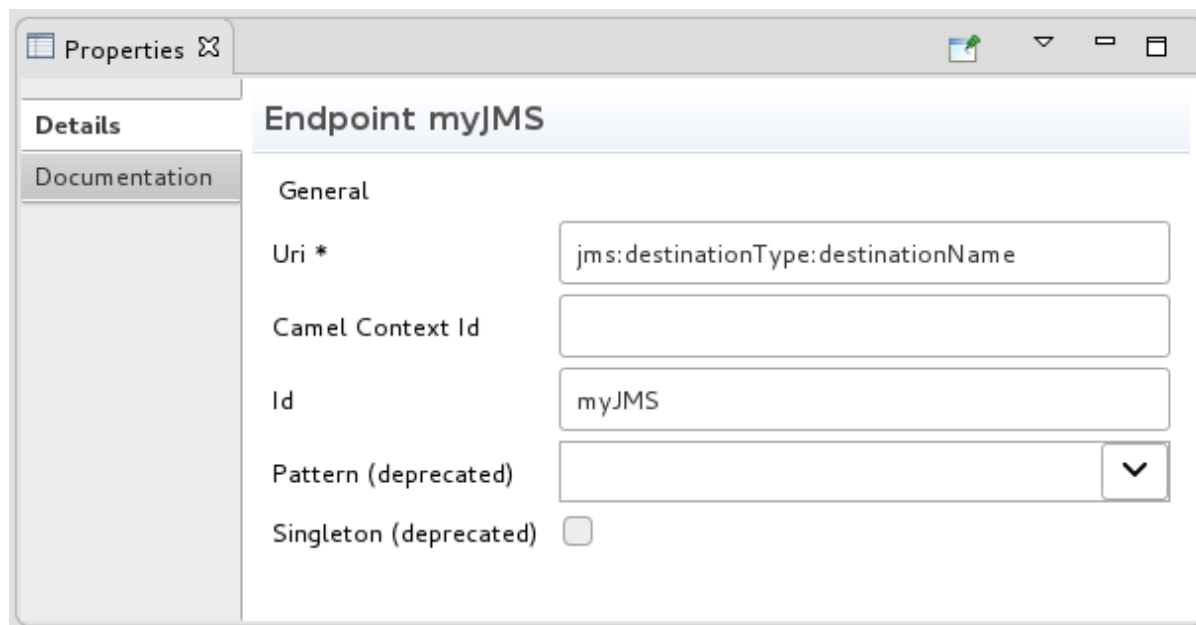 Properties
Details
Documentation
Endpoint myJMS
General
Uri *
jms:destinationType:destinationName
Camel Context Id
Id
myJMS
Pattern (deprecated)
Singleton (deprecated)